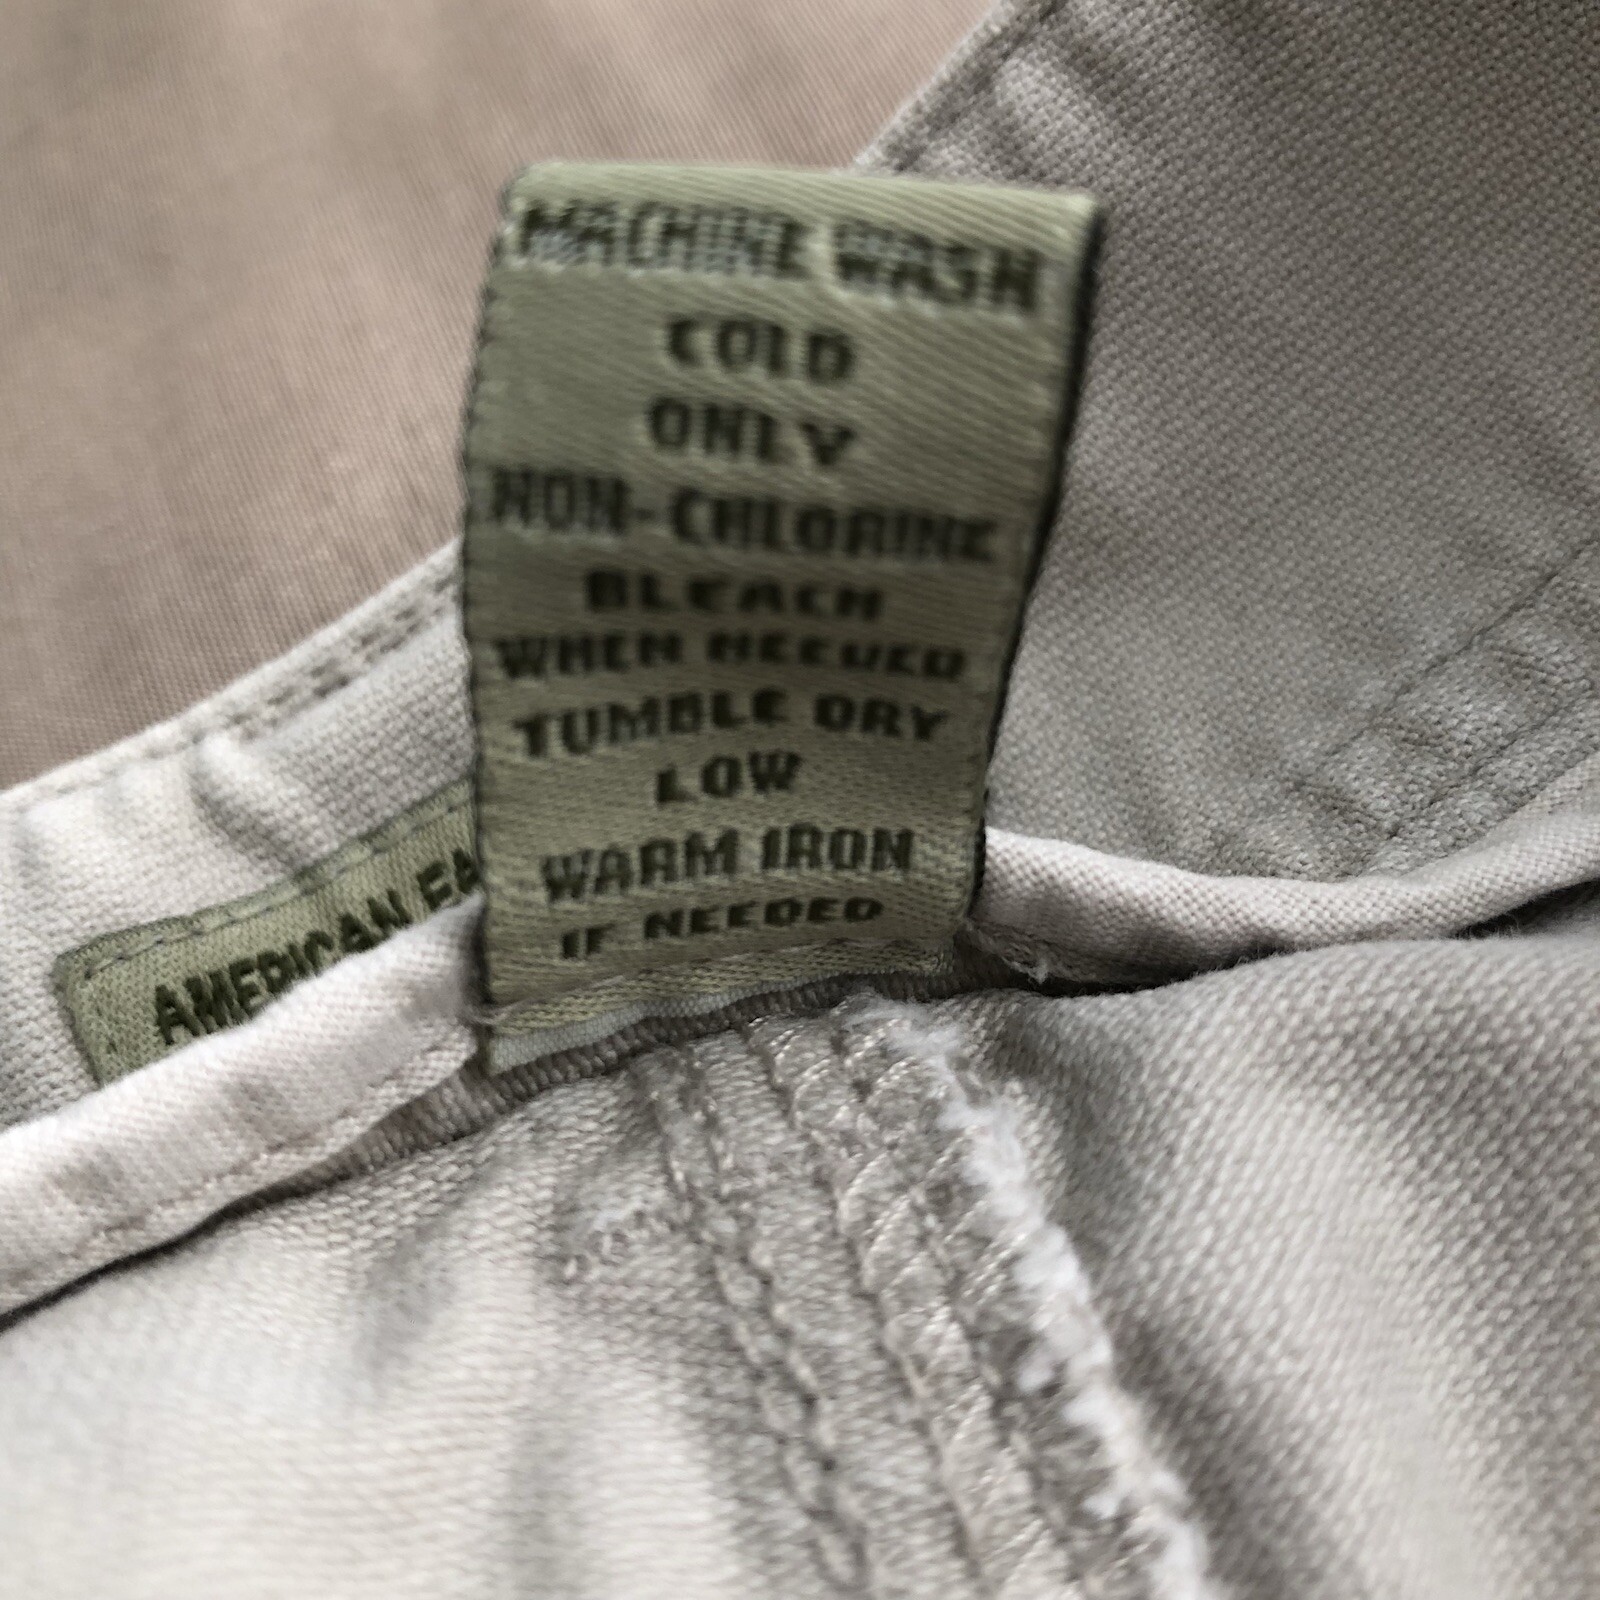 MACHINE WASH
COLD
ONLY
NON-CHLORINE
BLEACH
WHEN NEEDED
TUMBLE DRY
LOW
WARM IRON
IF NEEDED
AMERICAN EA